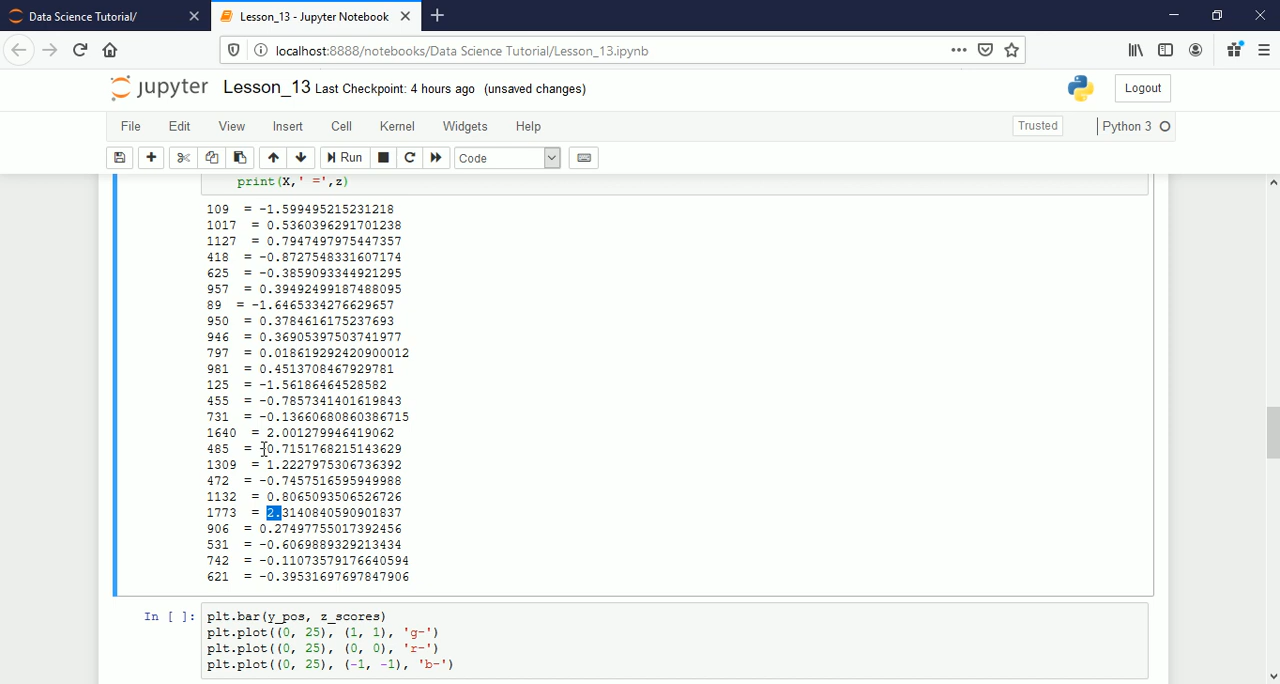 Data Science Tutorial/
Lesson_13 - Jupyter Notebook
localhost:8888/notebooks/Data Science Tutorial/Lesson_13.ipynb
jupyter Lesson_13 Last Checkpoint: 4 hours ago (unsaved changes)
Logout
File Edit View Insert Cell Kernel Widgets Help
Trusted
Python 3
Run
Code
print(X,' =',z)
109  = -1.599495215231218
1017  = 0.5360396291701238
1127  = 0.7947497975447357
418  = -0.8727548331607174
625  = -0.3859093344921295
957  = 0.39492499187488095
89  = -1.6465334276629657
950  = 0.3784616175237693
946  = 0.36905397503741977
797  = 0.018619292420900012
981  = 0.4513708467929781
125  = -1.56186464528582
455  = -0.7857341401619843
731  = -0.13660680860386715
1640  = 2.001279946419062
485  = -0.7151768215143629
1309  = 1.2227975306736392
472  = -0.7457516595949988
1132  = 0.8065093506526726
1773  = 2.3140840590901837
906  = 0.27497755017392456
531  = -0.6069889329213434
742  = -0.11073579176640594
621  = -0.39531697697847906
In [ ]:
plt.bar(y_pos, z_scores)
plt.plot((0, 25), (1, 1), 'g-')
plt.plot((0, 25), (0, 0), 'r-')
plt.plot((0, 25), (-1, -1), 'b-')